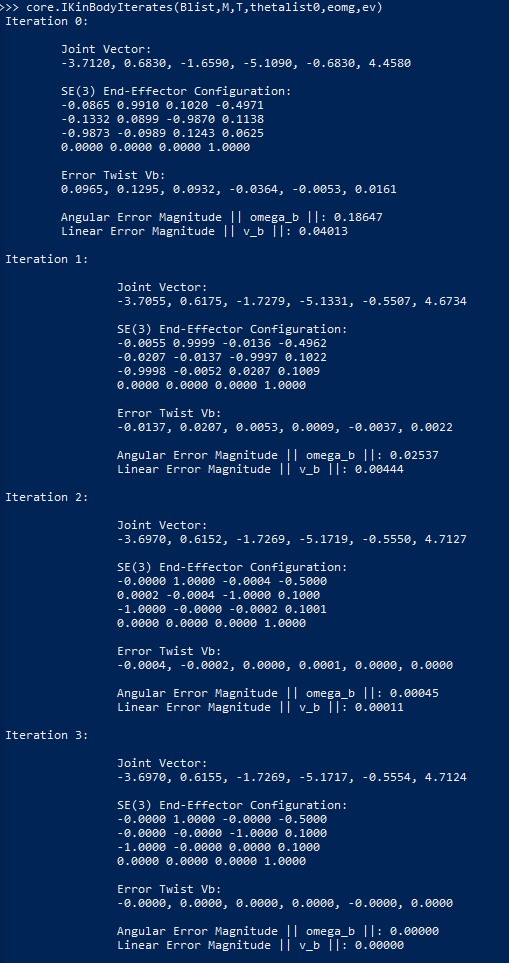 >>> core.IKinBodyIterates(Blist,M,T,thetalist0,eomg,ev)
Iteration 0:
Joint Vector:
-3.7120, 0.6830, -1.6590, -5.1090, -0.6830, 4.4580
SE(3) End-Effector Configuration:
-0.0865 0.9910 0.1020 -0.4971
-0.1332 0.0899 -0.9870 0.1138
-0.9873 -0.0989 0.1243 0.0625
0.0000 0.0000 0.0000 1.0000
Error Twist Vb:
0.0965, 0.1295, 0.0932, -0.0364, -0.0053, 0.0161
Angular Error Magnitude || omega_b ||: 0.18647
Linear Error Magnitude || v_b ||: 0.04013
Iteration 1:
Joint Vector:
-3.7055, 0.6175, -1.7279, -5.1331, -0.5507, 4.6734
SE(3) End-Effector Configuration:
-0.0055 0.9999 -0.0136 -0.4962
-0.0207 -0.0137 -0.9997 0.1022
-0.9998 -0.0052 0.0207 0.1009
0.0000 0.0000 0.0000 1.0000
Error Twist Vb:
-0.0137, 0.0207, 0.0053, 0.0009, -0.0037, 0.0022
Angular Error Magnitude || omega_b ||: 0.02537
Linear Error Magnitude || v_b ||: 0.00444
Iteration 2:
Joint Vector:
-3.6970, 0.6152, -1.7269, -5.1719, -0.5550, 4.7127
SE(3) End-Effector Configuration:
-0.0000 1.0000 -0.0004 -0.5000
0.0002 -0.0004 -1.0000 0.1000
-1.0000 -0.0000 -0.0002 0.1001
0.0000 0.0000 0.0000 1.0000
Error Twist Vb:
-0.0004, -0.0002, 0.0000, 0.0001, 0.0000, 0.0000
Angular Error Magnitude || omega_b ||: 0.00045
Linear Error Magnitude || v_b ||: 0.00011
Iteration 3:
Joint Vector:
-3.6970, 0.6155, -1.7269, -5.1717, -0.5554, 4.7124
SE(3) End-Effector Configuration:
-0.0000 1.0000 -0.0000 -0.5000
-0.0000 -0.0000 -1.0000 0.1000
-1.0000 -0.0000 0.0000 0.1000
0.0000 0.0000 0.0000 1.0000
Error Twist Vb:
-0.0000, 0.0000, 0.0000, 0.0000, -0.0000, 0.0000
Angular Error Magnitude || omega_b ||: 0.00000
Linear Error Magnitude || v_b ||: 0.00000